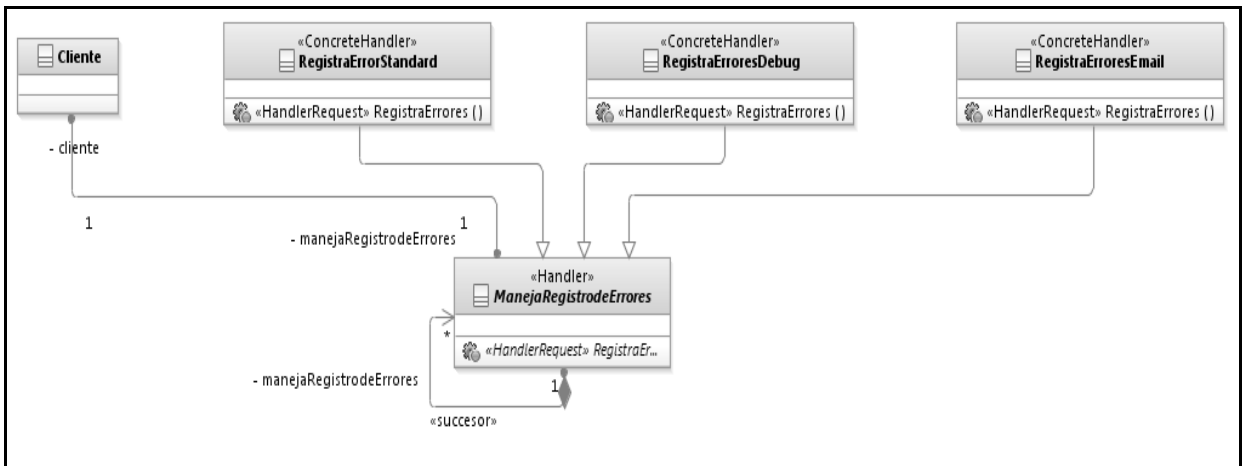 Cliente
«ConcreteHandler»
RegistraErrorStandard
«HandlerRequest» RegistraErrores ()
«ConcreteHandler»
RegistraErroresDebug
«HandlerRequest» RegistraErrores ()
«ConcreteHandler»
RegistraErroresEmail
«HandlerRequest» RegistraErrores ()
- cliente
1
1
- manejaRegistrodeErrores
«Handler»
ManejaRegistrodeErrores
*
«HandlerRequest» RegistraEr...
- manejaRegistrodeErrores
1
«succesor»